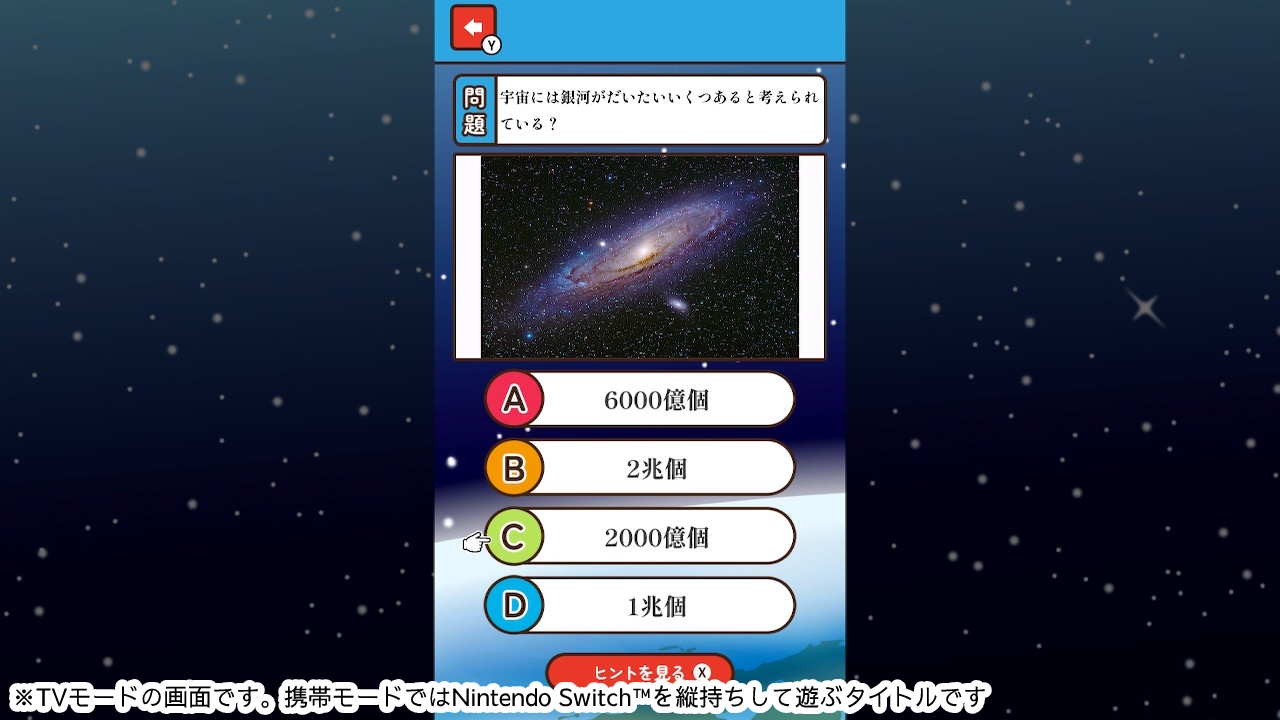 Y
問題
宇宙には銀河がだいたいいくつあると考えられ
ている？
A 6000億個
B 2兆個
C 2000億個
D 1兆個
ヒントを見る X
※TVモードの画面です。携帯モードではNintendo Switch™を縦持ちして遊ぶタイトルです